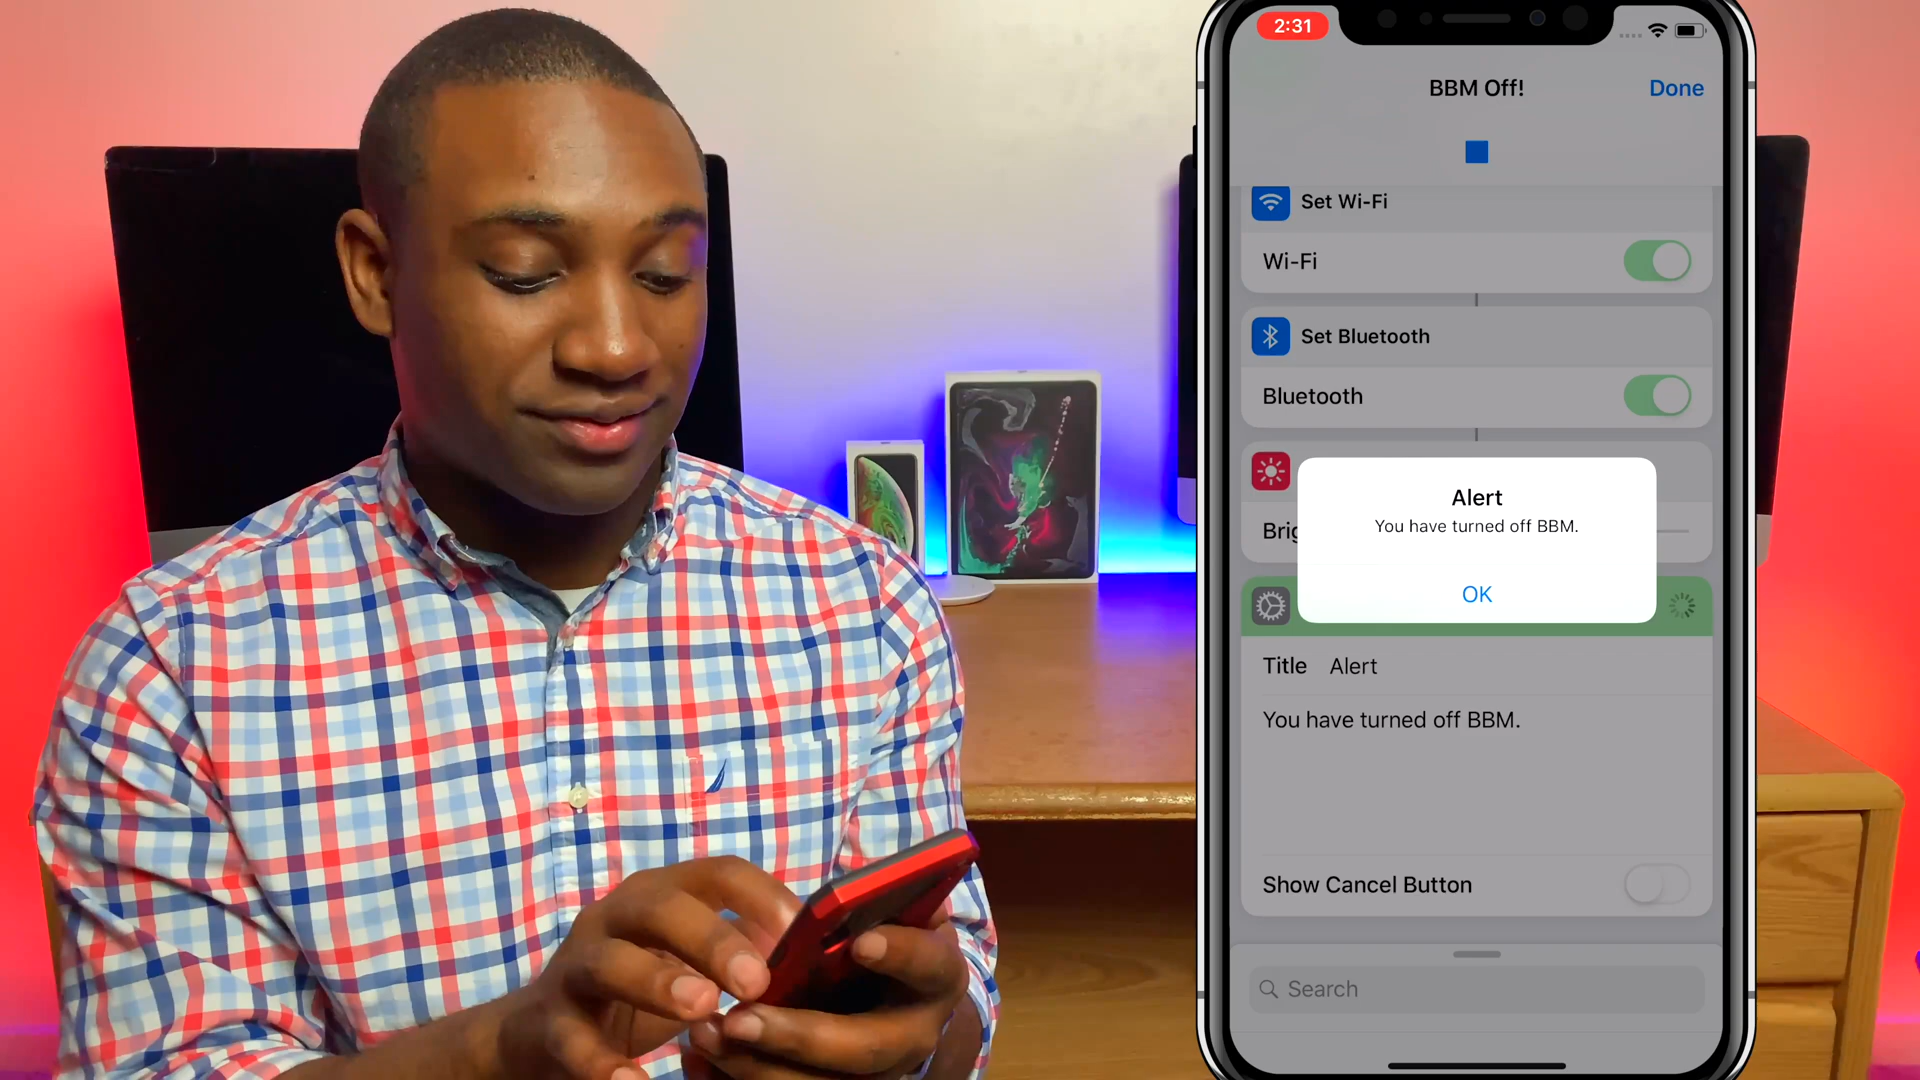 2:31
BBM Off!
Done
Set Wi-Fi
Wi-Fi
Set Bluetooth
Bluetooth
Alert
You have turned off BBM.
OK
Title Alert
You have turned off BBM.
Show Cancel Button
Search